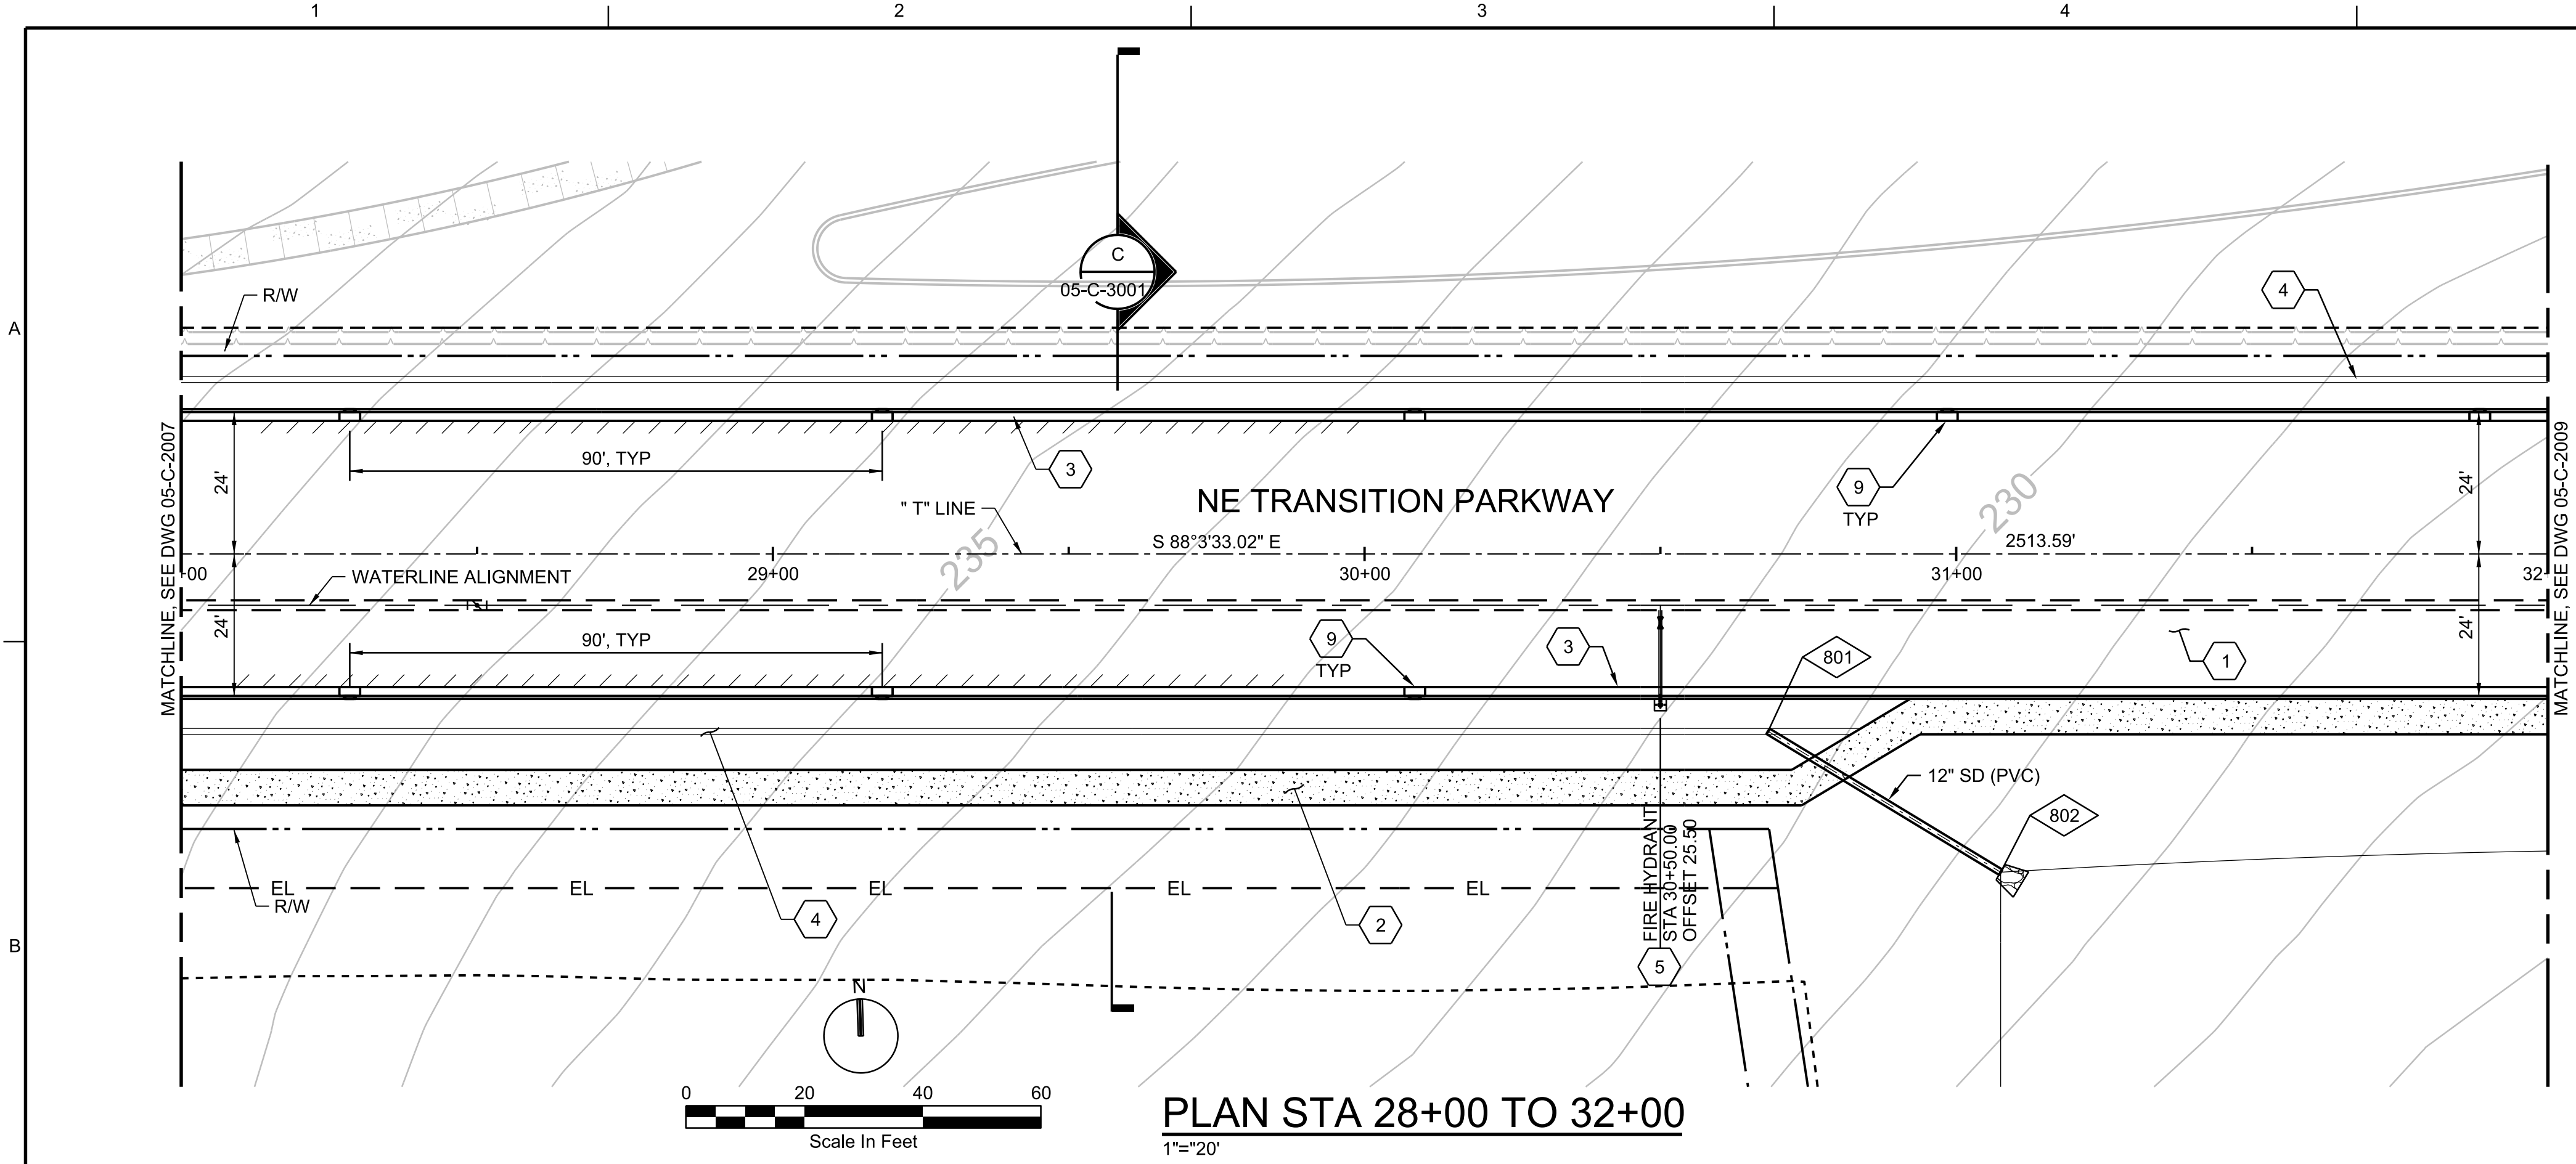 1
2
3
4
A
B
C
05-C-3001
R/W
4
MATCHLINE, SEE DWG 05-C-2007
MATCHLINE, SEE DWG 05-C-2009
24'
24'
90', TYP
3
9
TYP
NE TRANSITION PARKWAY
230
235
" T" LINE
S 88°3'33.02" E
2513.59'
+00
29+00
30+00
31+00
32+
WATERLINE ALIGNMENT
24'
24'
90', TYP
9
TYP
3
801
1
12" SD (PVC)
802
FIRE HYDRANT
STA 30+50.00
OFFSET 25.50
5
EL
EL
EL
EL
EL
R/W
4
2
N
0
20
40
60
Scale In Feet
PLAN STA 28+00 TO 32+00
1"="20'